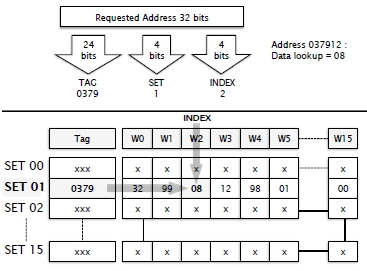 Requested Address 32 bits
24 bits 4 bits 4 bits
Address 037912 :
Data lookup = 08
TAG SET INDEX
0379 1 2
INDEX
Tag W0 W1 W2 W3 W4 W5 W15
SET 00 xxx x x x x x x x
SET 01 0379 32 99 08 12 98 01 00
SET 02 xxx x x x x x x x
SET 15 xxx x x x x x x x